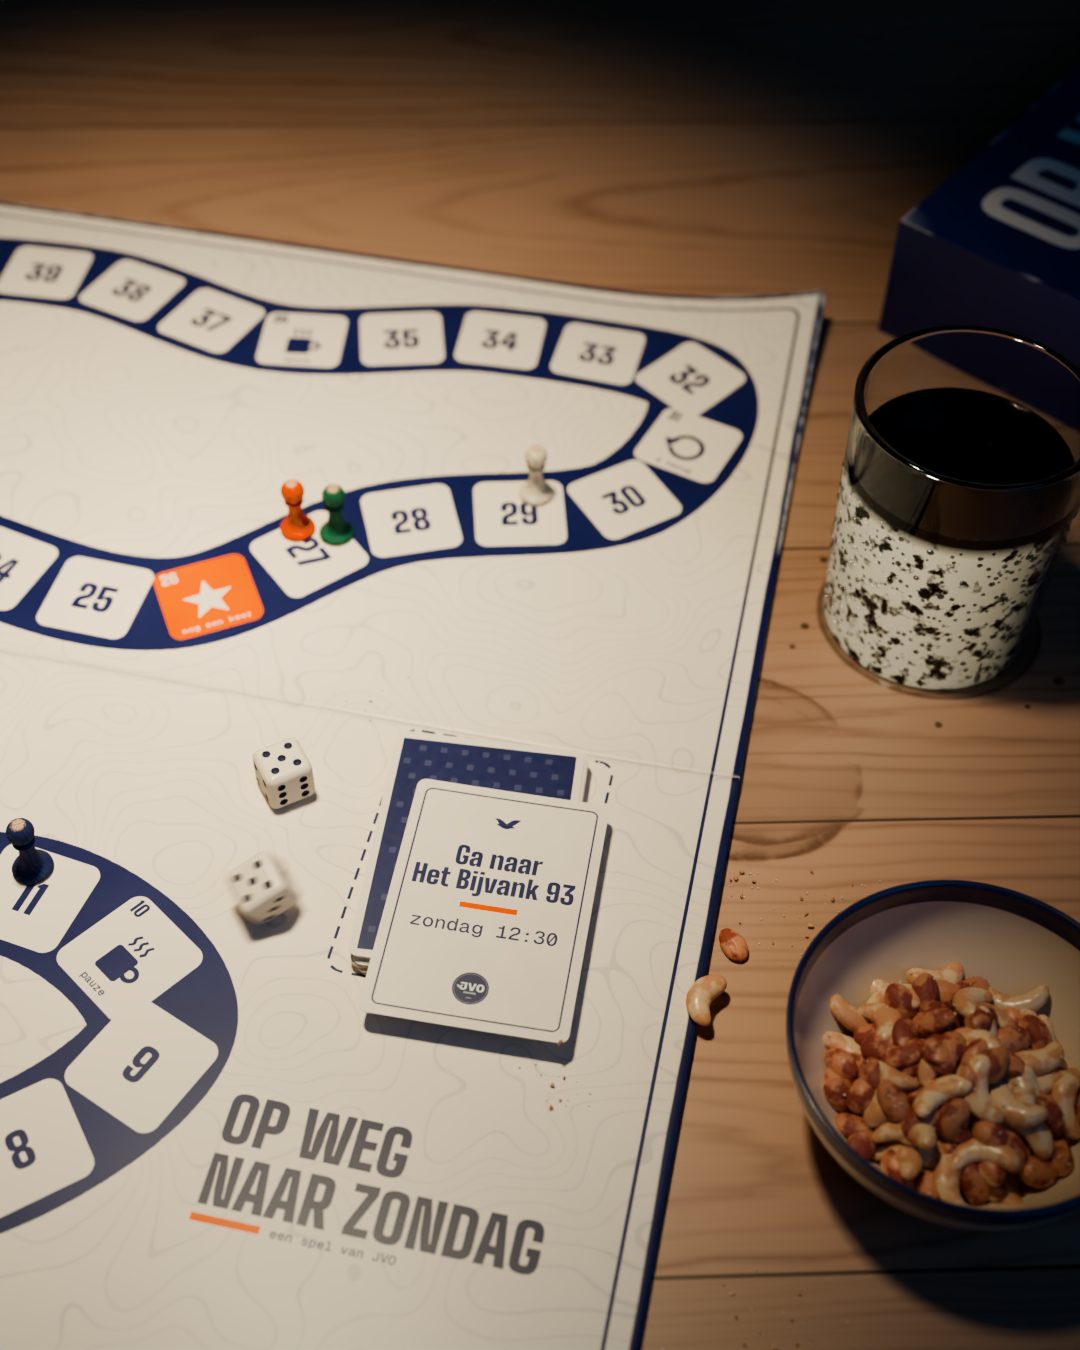 OP
39
38
37
35
34
33
32
30
29
28
27
26
nog een keer
25
11
10
pauze
9
8
Ga naar
Het Bijvank 93
zondag 12:30
JVO
OP WEG
NAAR ZONDAG
een spel van JVO